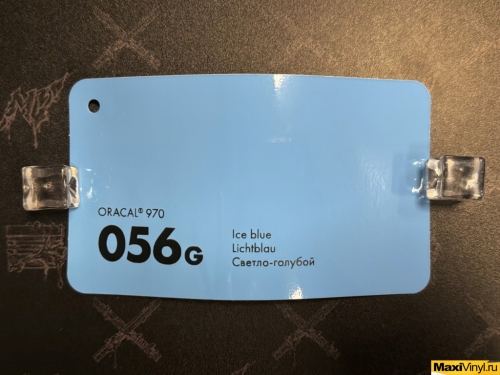 ORACAL® 970
056G
Ice blue
Lichtblau
Светло-голубой
MaxiVinyl.ru